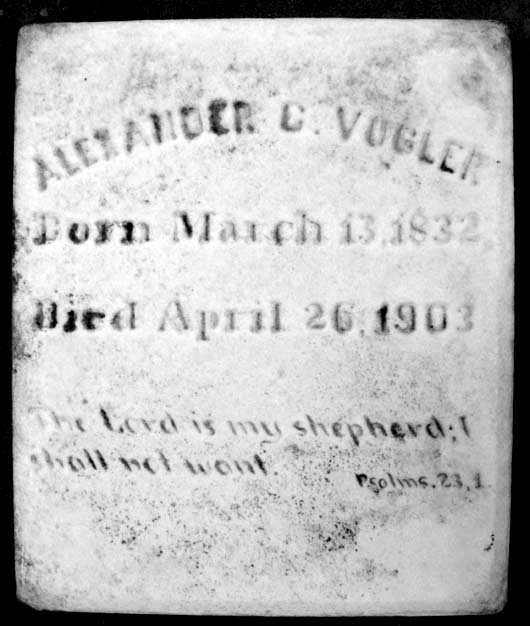 ALEXANDER C. VOGLER
Born March 13, 1832,
Died April 26, 1903
The Lord is my shepherd; I
shall not want.
Psalms. 23, 1